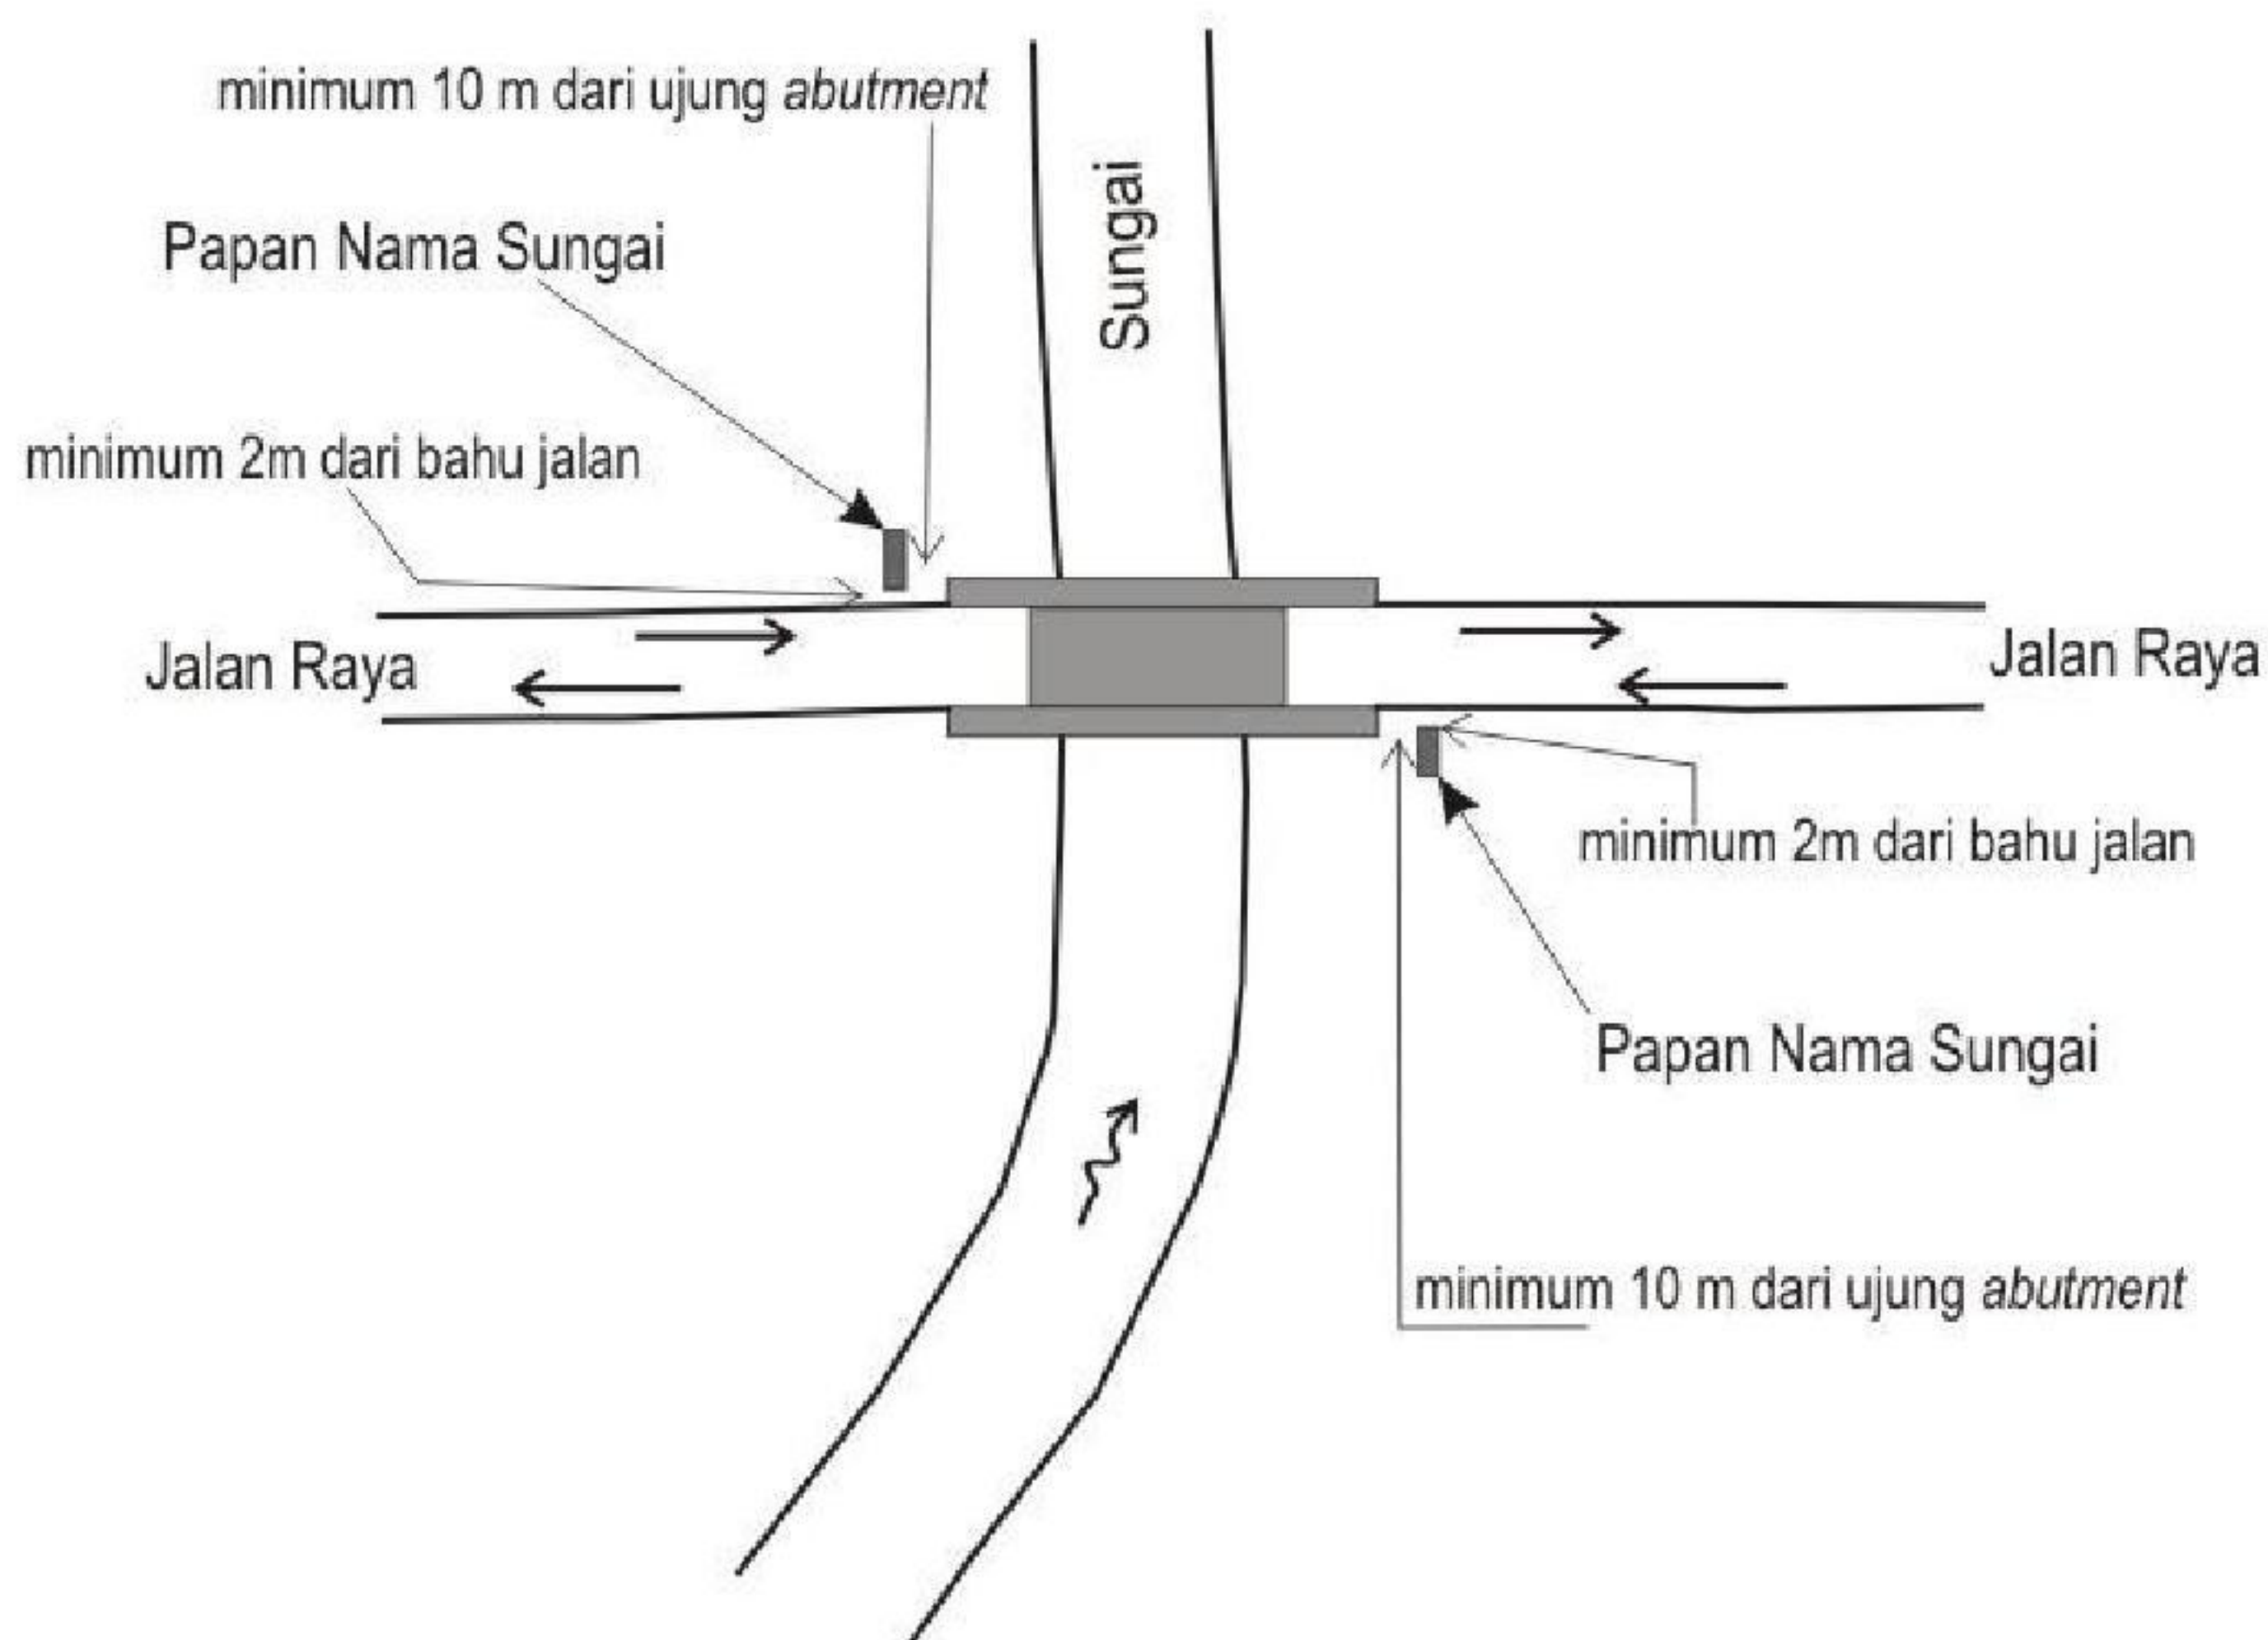 minimum 10 m dari ujung abutment
Papan Nama Sungai
Sungai
minimum 2m dari bahu jalan
Jalan Raya
Jalan Raya
minimum 2m dari bahu jalan
Papan Nama Sungai
minimum 10 m dari ujung abutment